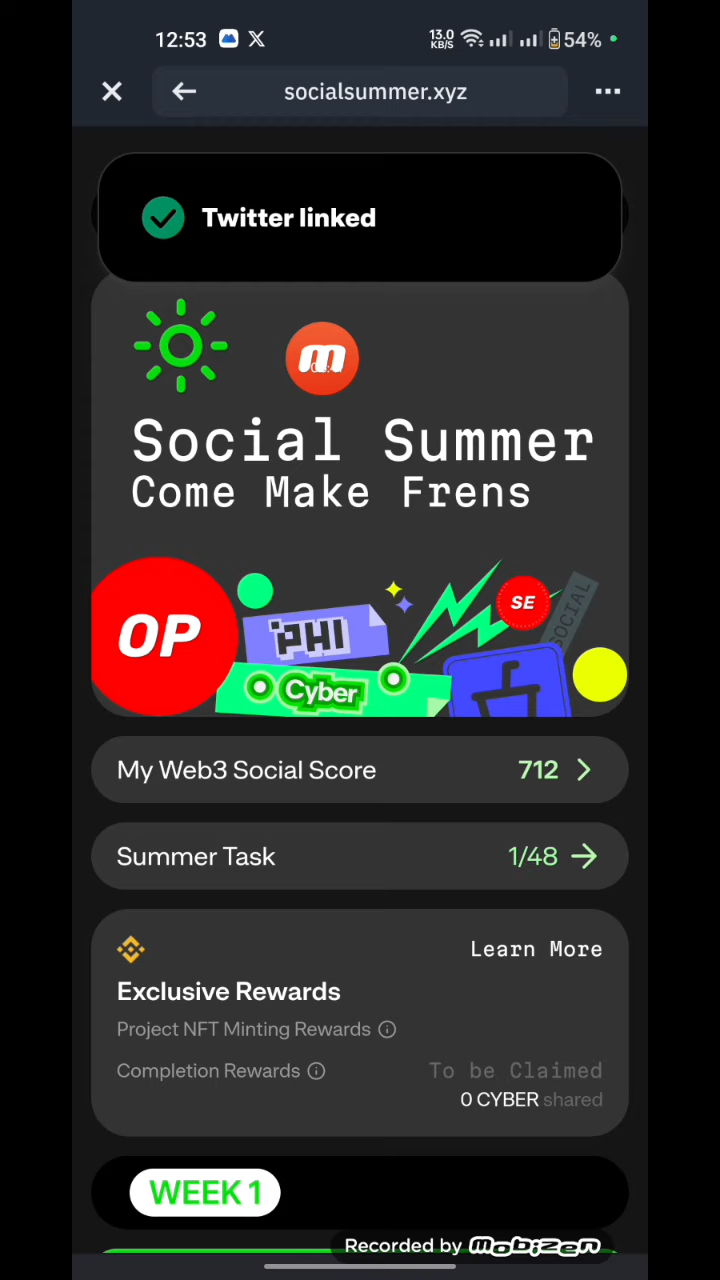 12:53
13.0
KB/S
54%
socialsummer.xyz
Twitter linked
m
Social Summer
Come Make Frens
OP
PHI
SE
SOCIAL
Cyber
My Web3 Social Score 712
Summer Task 1/48
Learn More
Exclusive Rewards
Project NFT Minting Rewards
Completion Rewards To be Claimed
0 CYBER shared
WEEK 1
Recorded by Mobizen